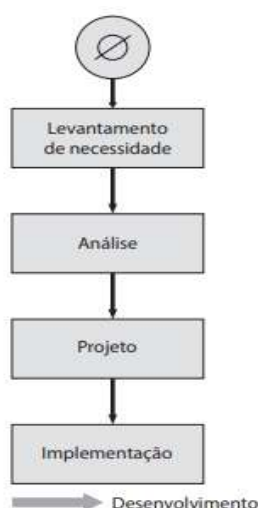 Ø
Levantamento
de necessidade
Análise
Projeto
Implementação
Desenvolvimento